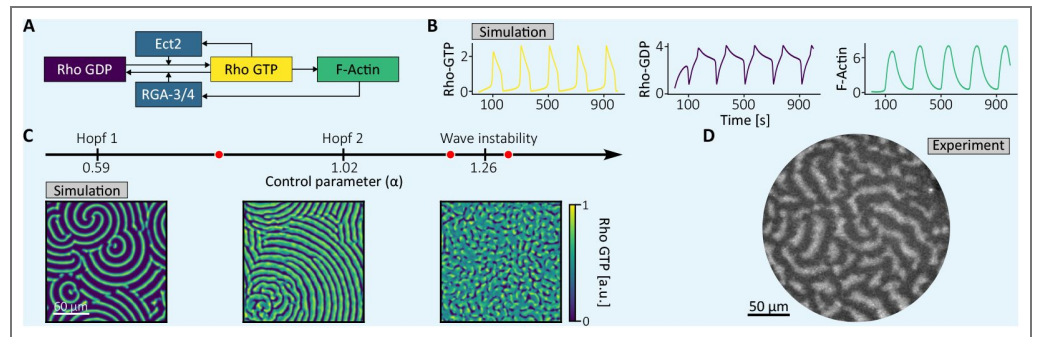 A
Ect2
Rho GDP
Rho GTP
F-Actin
RGA-3/4
B
Simulation
Rho-GTP
2
0
100 500 900
Rho-GDP
4
0
100 500 900
F-Actin
6
0
100 500 900
Time [s]
C
Hopf 1
Hopf 2
Wave instability
0.59
1.02
1.26
Control parameter (α)
Simulation
60 µm
1
0
Rho GTP [a.u.]
D
Experiment
50 µm